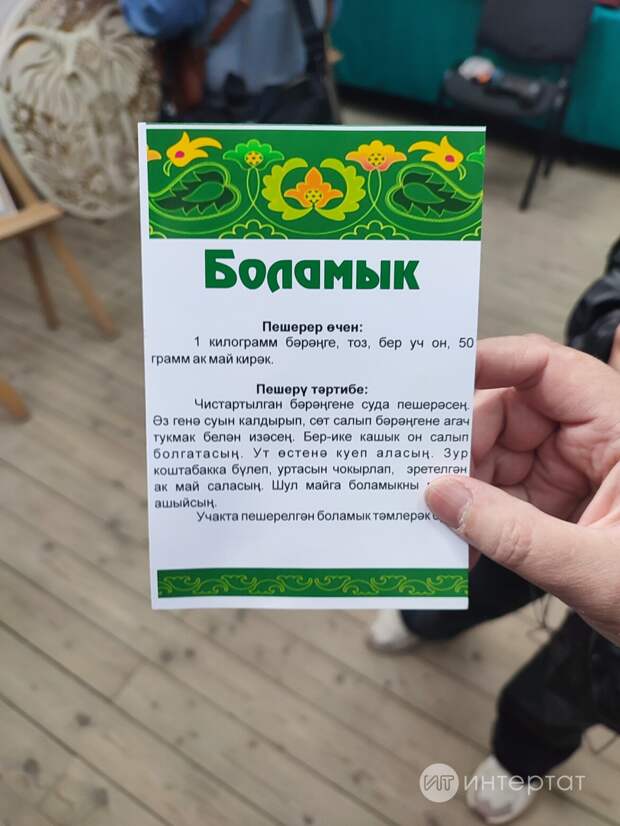 Боламык
Пешерер өчен:
1 килограмм бәрәңге, тоз, бер уч он, 50
грамм ак май кирәк.
Пешерү тәртибе:
Чистартылган бәрәңгене суда пешерәсең.
Әз генә суын калдырып, сөт салып бәрәңгене агач
тукмак белән изәсең. Бер-ике кашык он салып
болгатасың. Ут өстенә куеп аласың. Зур
коштабакка бүлеп, уртасын чокырлап, эретелгән
ак май саласың. Шул майга боламыкны
ашыйсың.
Учакта пешерелгән боламык тәмлерәк
ИТ интертат